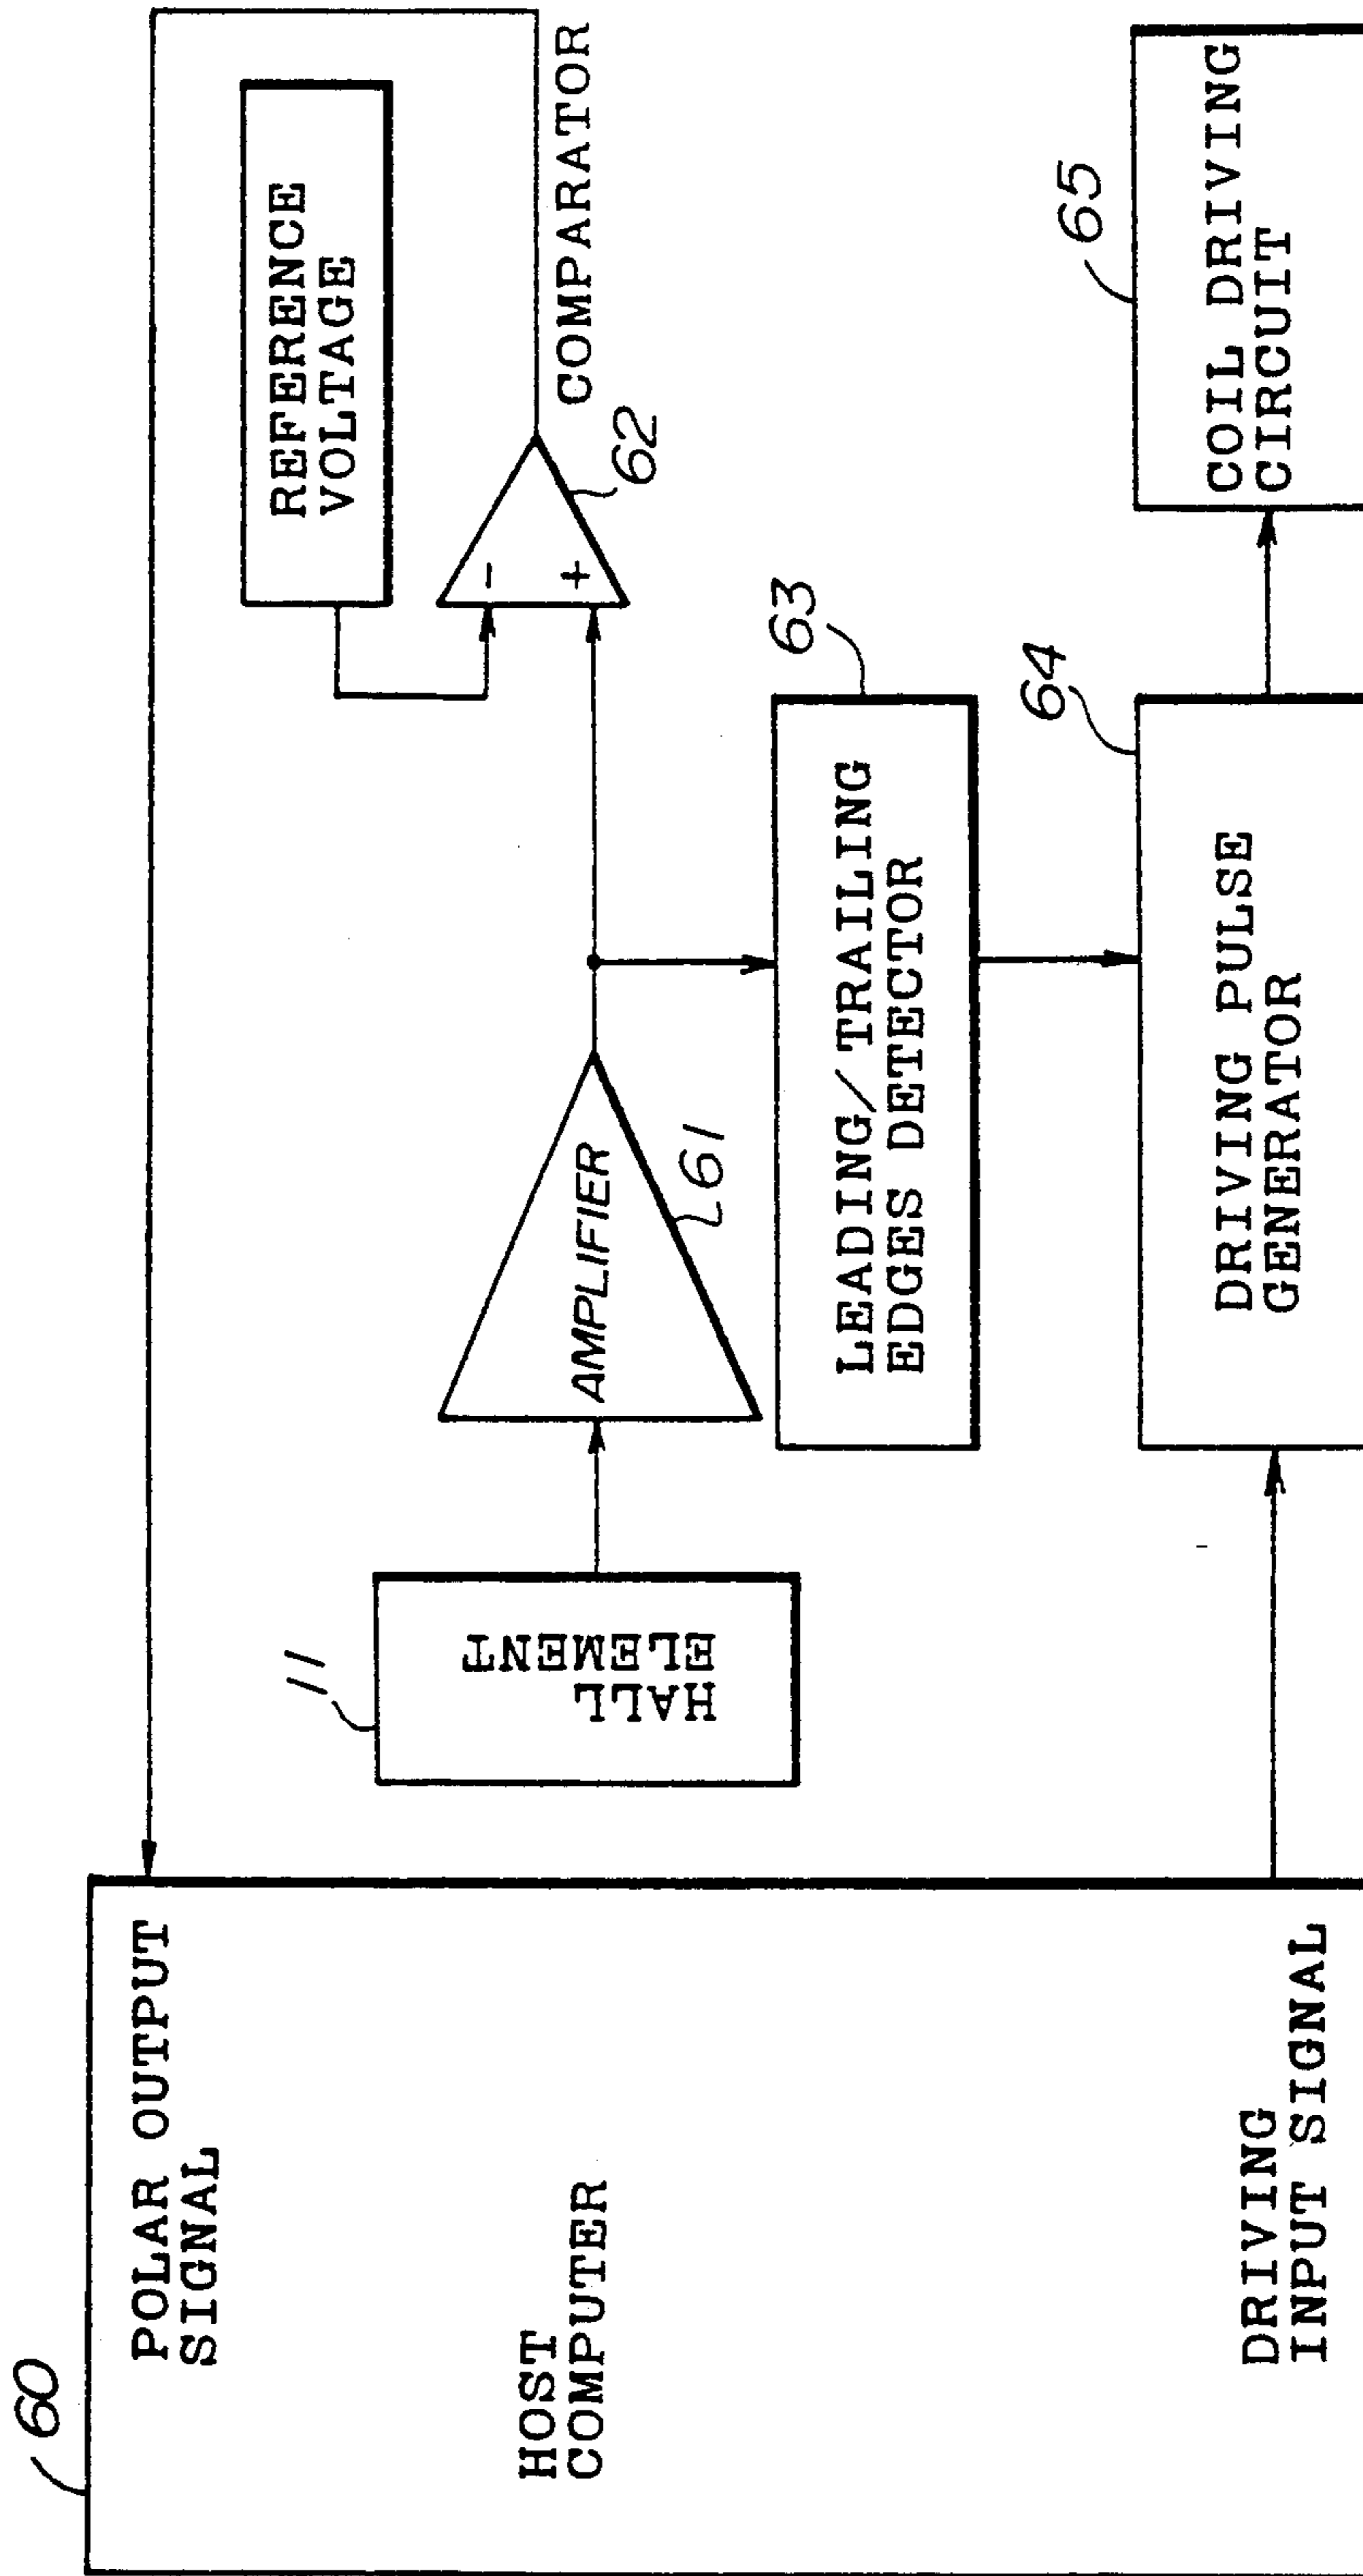 60
POLAR OUTPUT
SIGNAL
HOST
COMPUTER
DRIVING
INPUT SIGNAL
11
HALL
ELEMENT
AMPLIFIER
61
REFERENCE
VOLTAGE
-
+
62
COMPARATOR
LEADING/TRAILING
EDGES DETECTOR
63
DRIVING PULSE
GENERATOR
64
COIL DRIVING
CIRCUIT
65